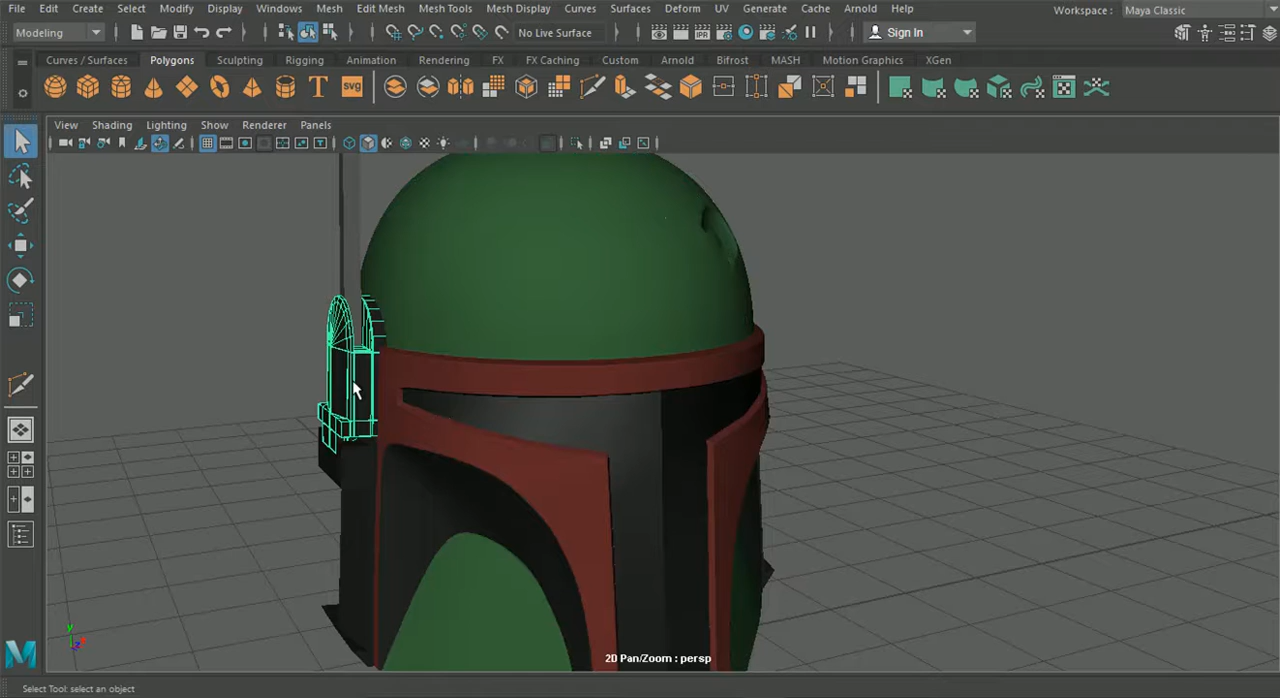 File Edit Create Select Modify Display Windows Mesh Edit Mesh Mesh Tools Mesh Display Curves Surfaces Deform UV Generate Cache Arnold Help Workspace : Maya Classic
Modeling No Live Surface IPR Sign In
Curves / Surfaces Polygons Sculpting Rigging Animation Rendering FX FX Caching Custom Arnold Bifrost MASH Motion Graphics XGen
T SVG
View Shading Lighting Show Renderer Panels
y
z
2D Pan/Zoom : persp
M
Select Tool: select an object